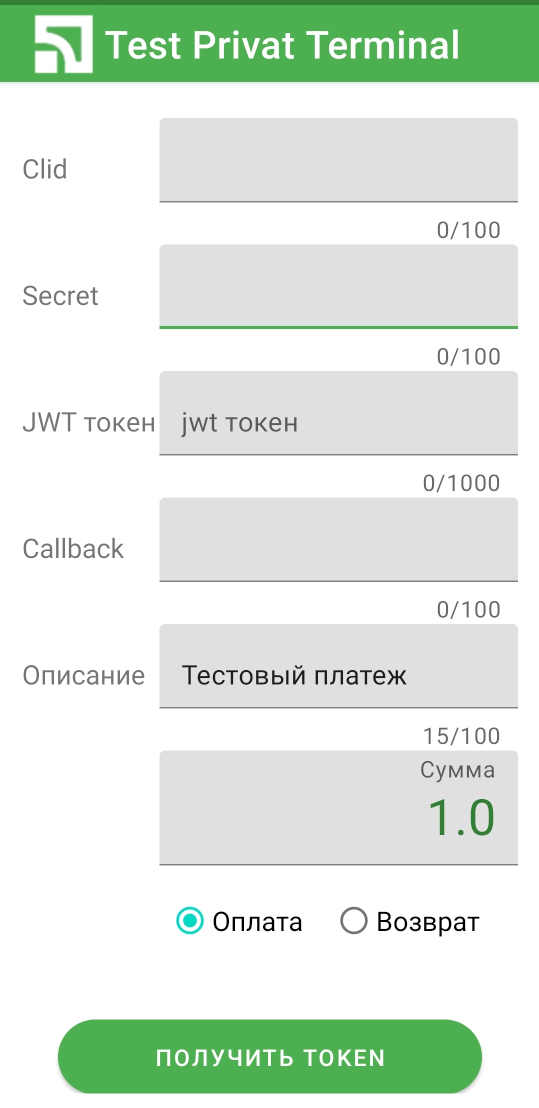 Test Privat Terminal
Clid
0/100
Secret
0/100
JWT токен jwt токен
0/1000
Callback
0/100
Описание Тестовый платеж
15/100
Сумма
1.0
Оплата Возврат
ПОЛУЧИТЬ TOKEN